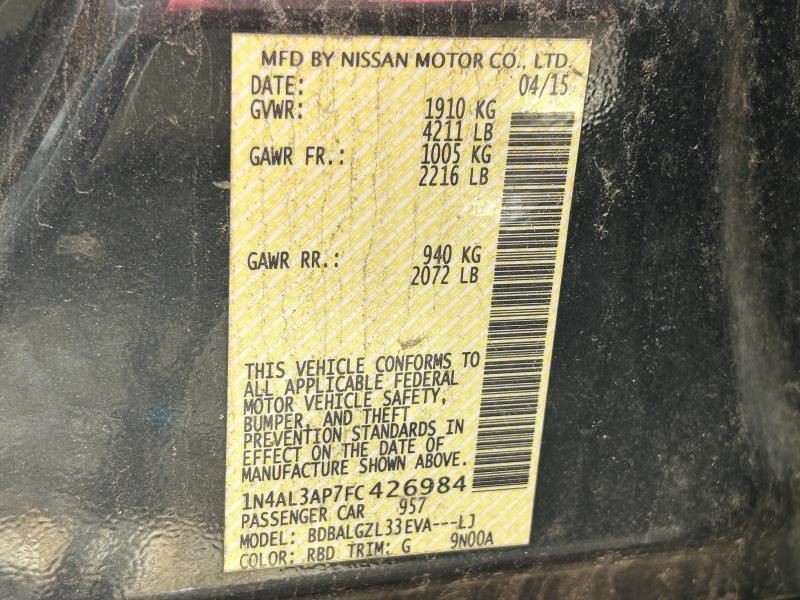 MFD BY NISSAN MOTOR CO., LTD.
DATE: 04/15
GVWR: 1910 KG
4211 LB
GAWR FR.: 1005 KG
2216 LB
GAWR RR.: 940 KG
2072 LB
THIS VEHICLE CONFORMS TO
ALL APPLICABLE FEDERAL
MOTOR VEHICLE SAFETY,
BUMPER, AND THEFT
PREVENTION STANDARDS IN
EFFECT ON THE DATE OF
MANUFACTURE SHOWN ABOVE.
1N4AL3AP7FC426984
PASSENGER CAR 957
MODEL: BDBALGZL33EVA---LJ
COLOR: RBD TRIM: G 9N00A